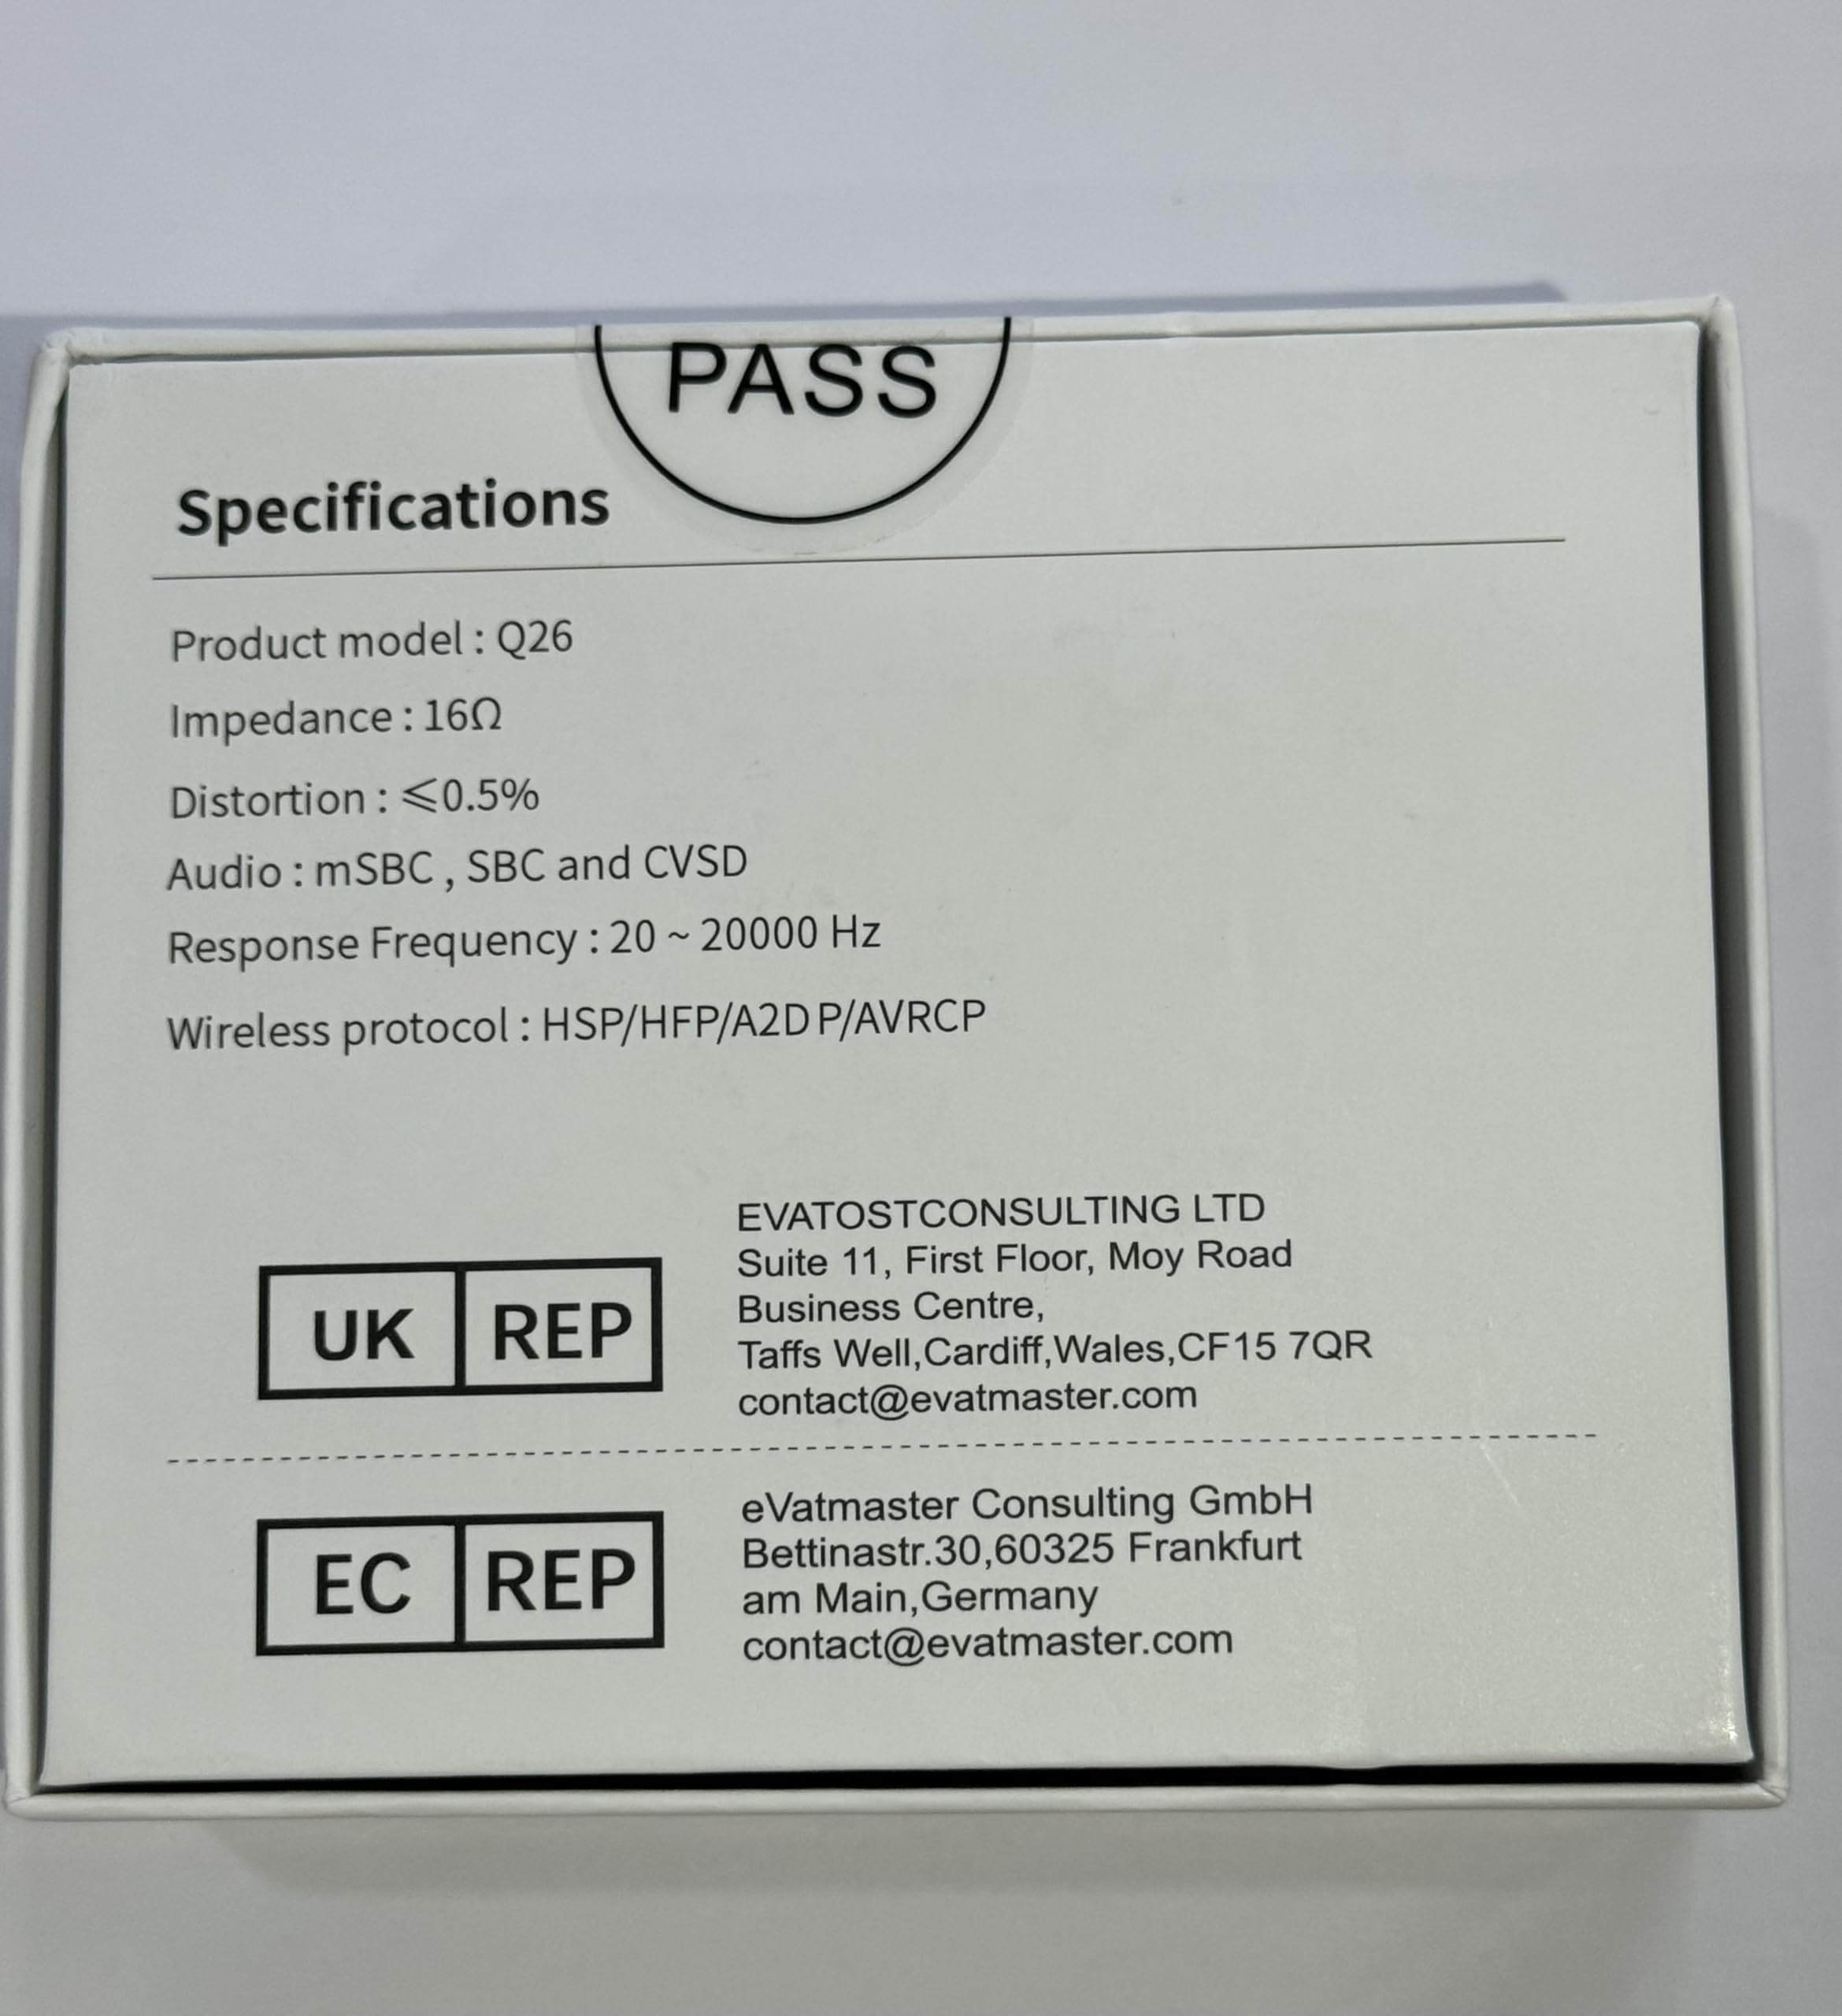 PASS
Specifications
Product model : Q26
Impedance : 16Ω
Distortion : ⩽0.5%
Audio : mSBC , SBC and CVSD
Response Frequency : 20 ~ 20000 Hz
Wireless protocol : HSP/HFP/A2DP/AVRCP
EVATOSTCONSULTING LTD
Suite 11, First Floor, Moy Road
Business Centre,
UK REP
Taffs Well,Cardiff,Wales,CF15 7QR
contact@evatmaster.com
eVatmaster Consulting GmbH
Bettinastr.30,60325 Frankfurt
EC REP
am Main,Germany
contact@evatmaster.com